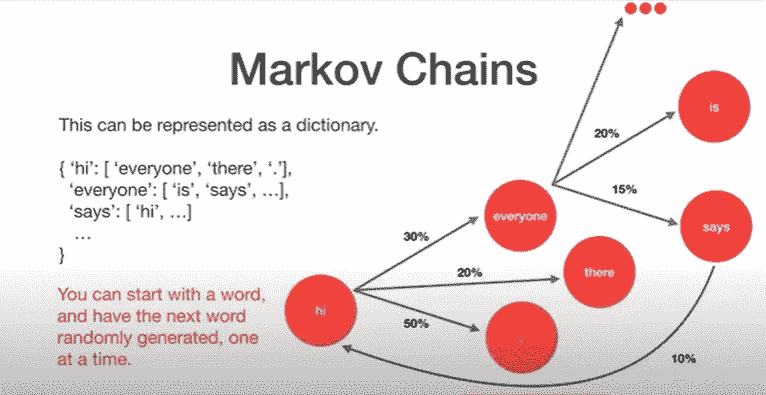 Markov Chains
This can be represented as a dictionary.
{ ‘hi’: [ ‘everyone’, ‘there’, ‘.’],
‘everyone’: [ ‘is’, ‘says’, …],
‘says’: [ ‘hi’, …]
…
}
You can start with a word,
and have the next word
randomly generated, one
at a time.
is
20%
15%
everyone
says
30%
20%
there
hi
50%
.
10%